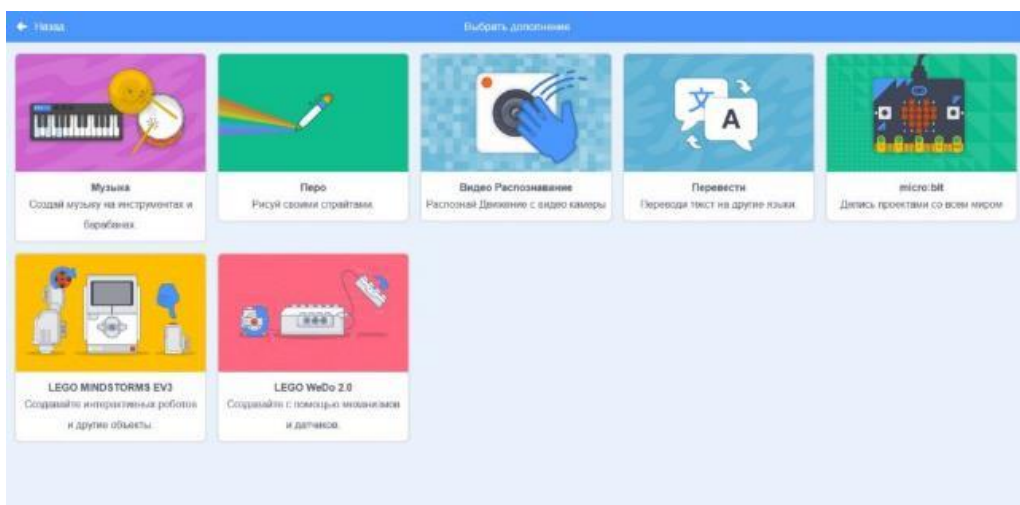 Назад
Выбрать дополнение
Музыка
Создай музыку на инструментах и
барабанах.
Перо
Рисуй своими спрайтами.
Видео Распознавание
Распознай Движение с видео камеры
文
A
Перевести
Переводи текст на другие языки.
micro:bit
Делись проектами со всем миром
LEGO MINDSTORMS EV3
Создавайте интерактивных роботов
и другие объекты.
LEGO WeDo 2.0
Создавайте с помощью механизмов
и датчиков.